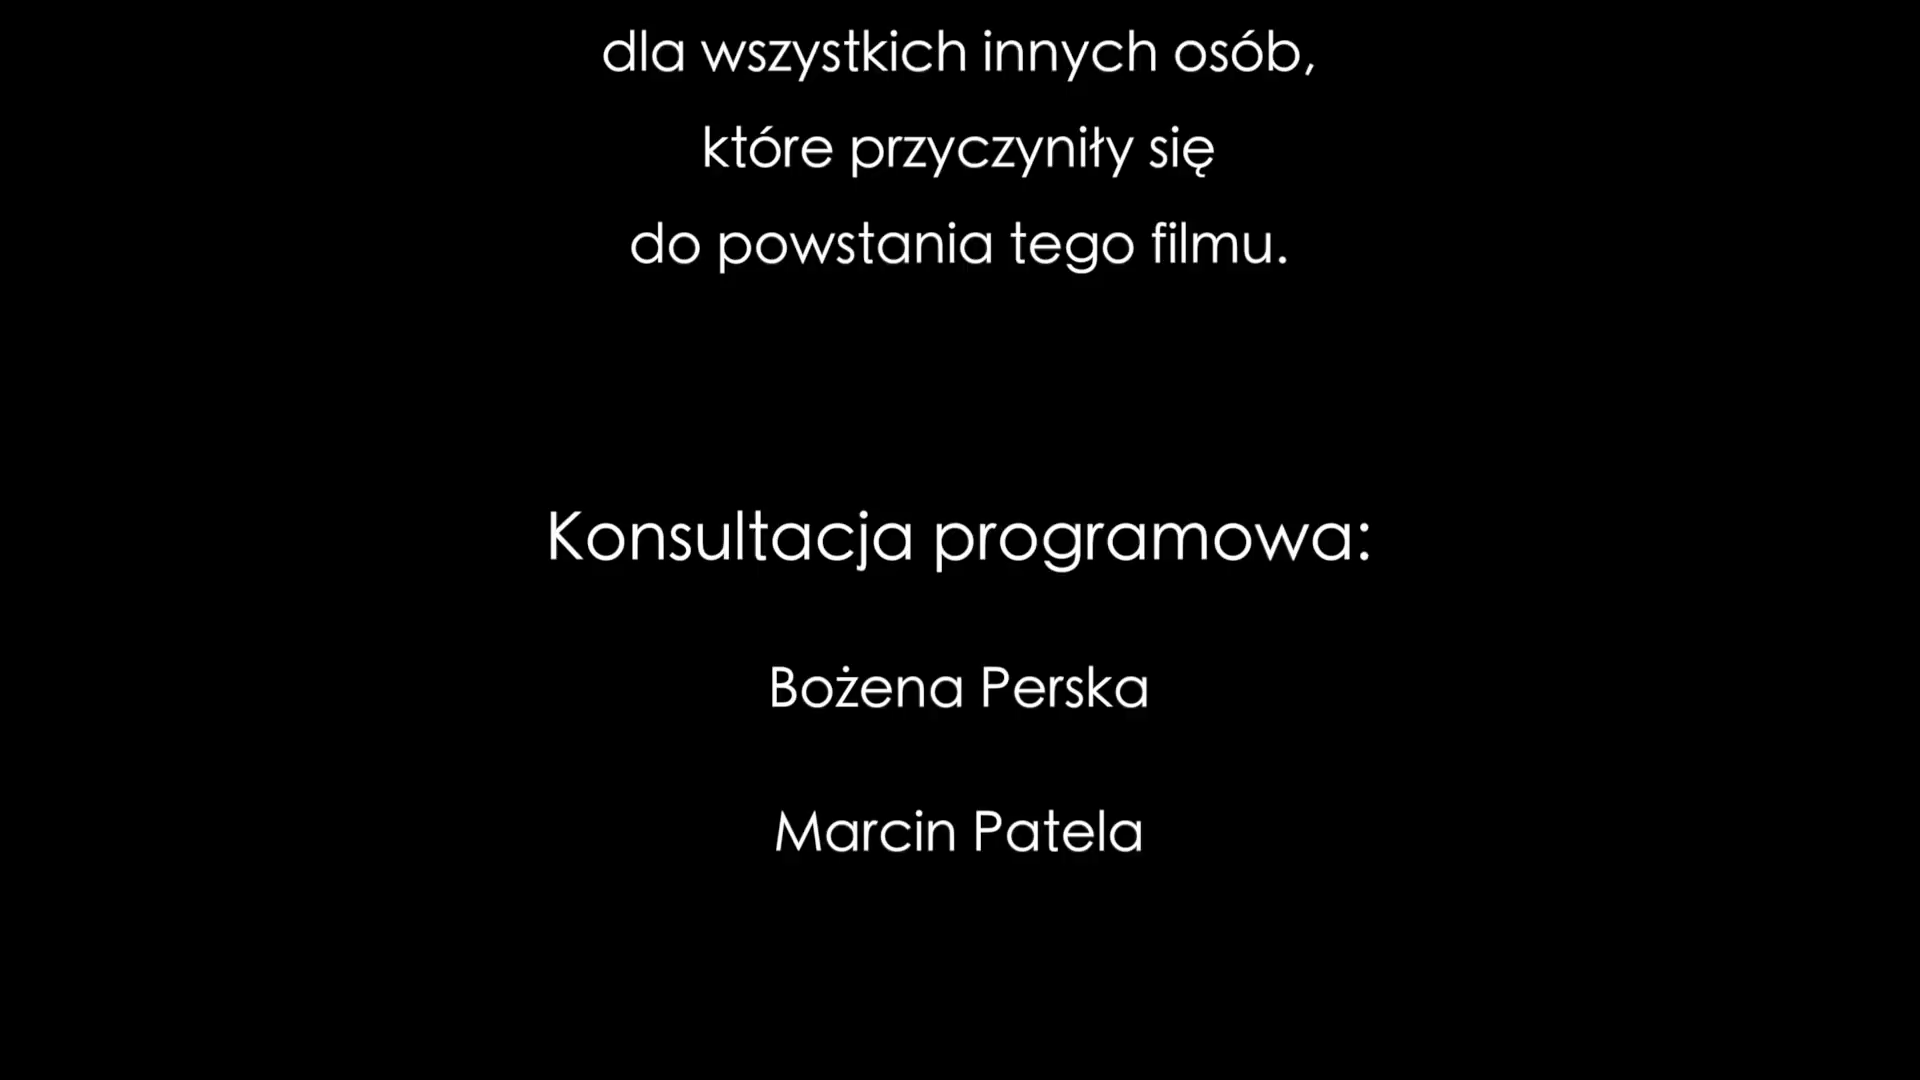 dla wszystkich innych osób,
które przyczyniły się
do powstania tego filmu.
Konsultacja programowa:
Bożena Perska
Marcin Patela